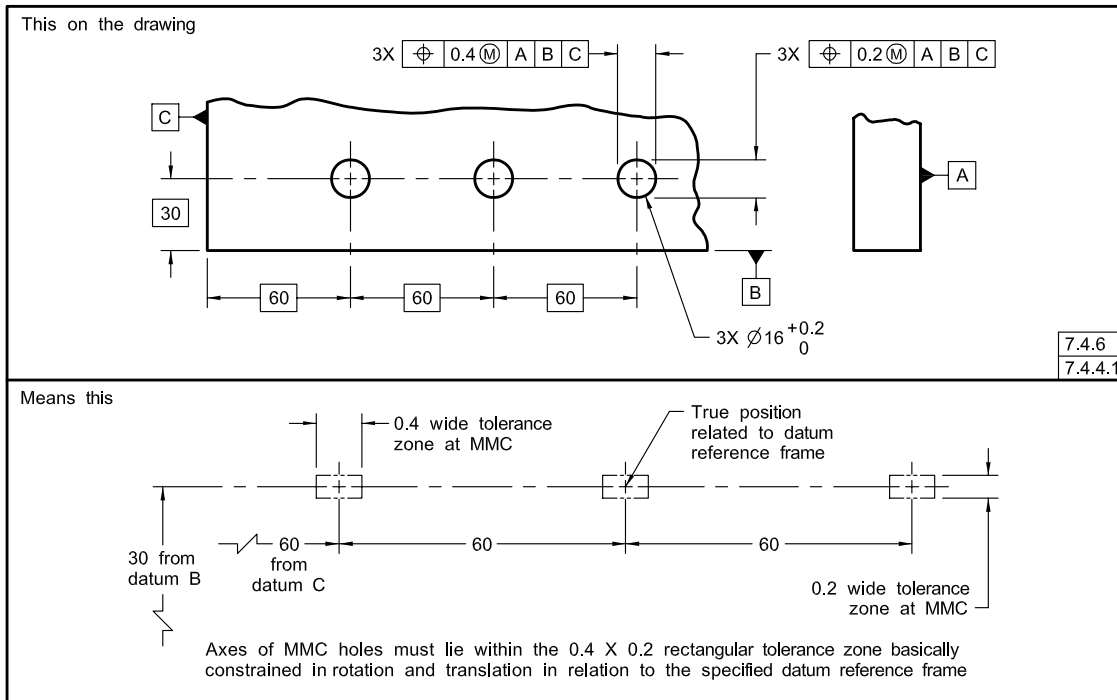 This on the drawing
3X ⌖ 0.4 Ⓜ A B C
3X ⌖ 0.2 Ⓜ A B C
C
A
30
60 60 60
B
3X ∅16 +0.2
0
7.4.6
7.4.4.1
Means this
0.4 wide tolerance
zone at MMC
True position
related to datum
reference frame
60
from
datum C
60
60
30 from
datum B
0.2 wide tolerance
zone at MMC
Axes of MMC holes must lie within the 0.4 X 0.2 rectangular tolerance zone basically
constrained in rotation and translation in relation to the specified datum reference frame